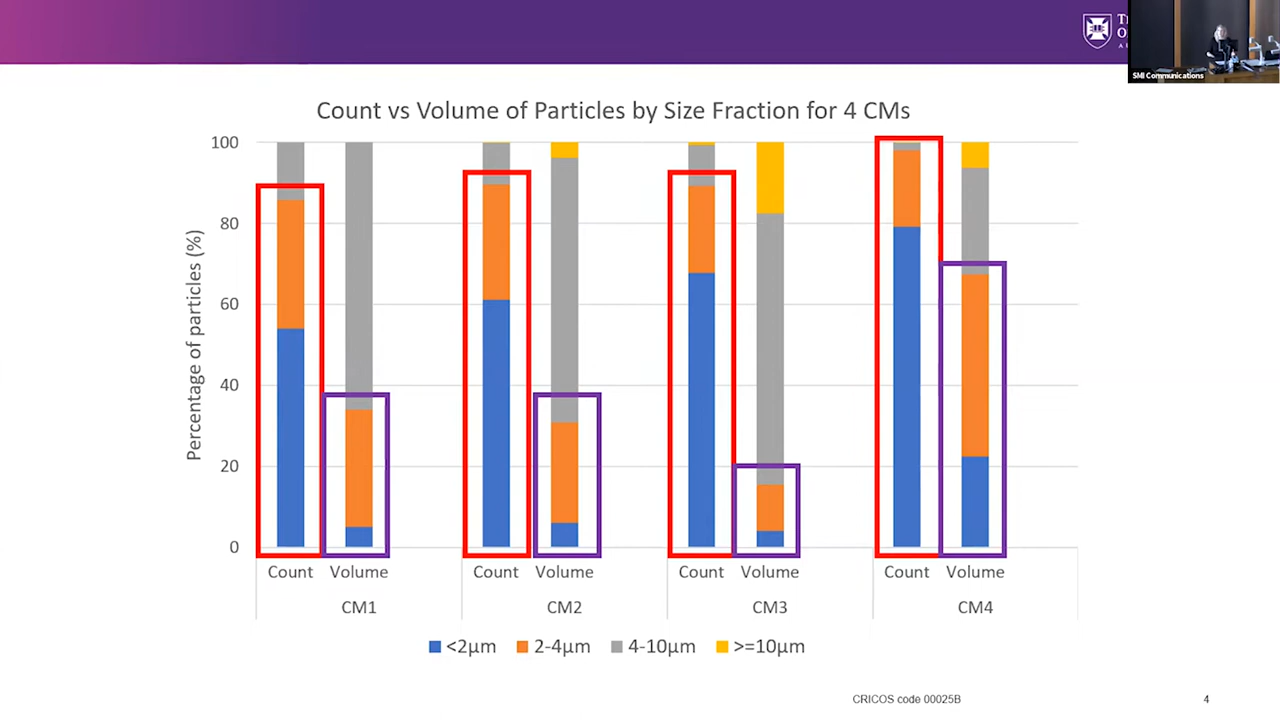 SMI Communications
Count vs Volume of Particles by Size Fraction for 4 CMs
Percentage of particles (%)
100
80
60
40
20
0
Count Volume Count Volume Count Volume Count Volume
CM1 CM2 CM3 CM4
<2µm 2-4µm 4-10µm >=10µm
CRICOS code 00025B 4